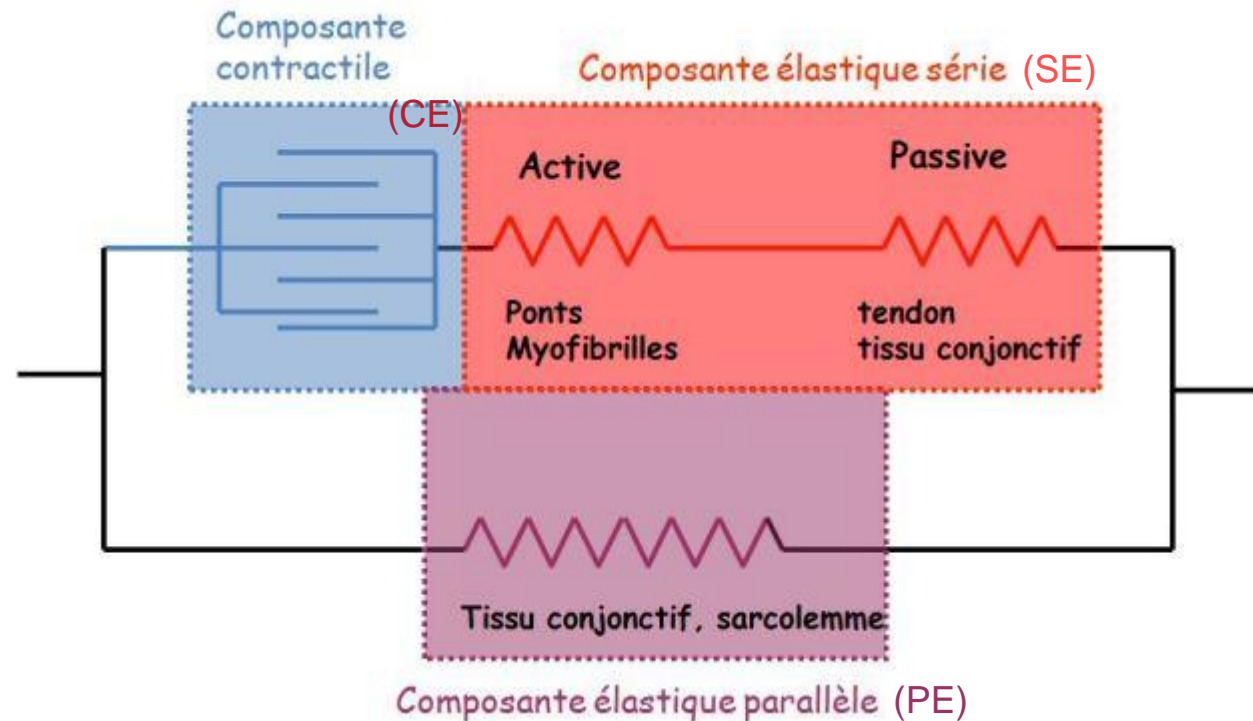 Composante
contractile
Composante élastique série (SE)
(CE)
Active
Passive
Ponts
Myofibrilles
tendon
tissu conjonctif
Tissu conjonctif, sarcolemme
Composante élastique parallèle (PE)